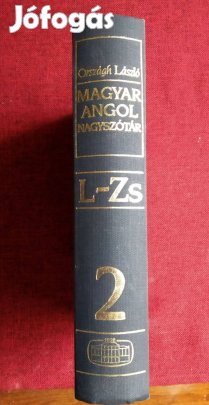 Jófogás
Országh László
MAGYAR
ANGOL
NAGYSZÓTÁR
L-Zs
2